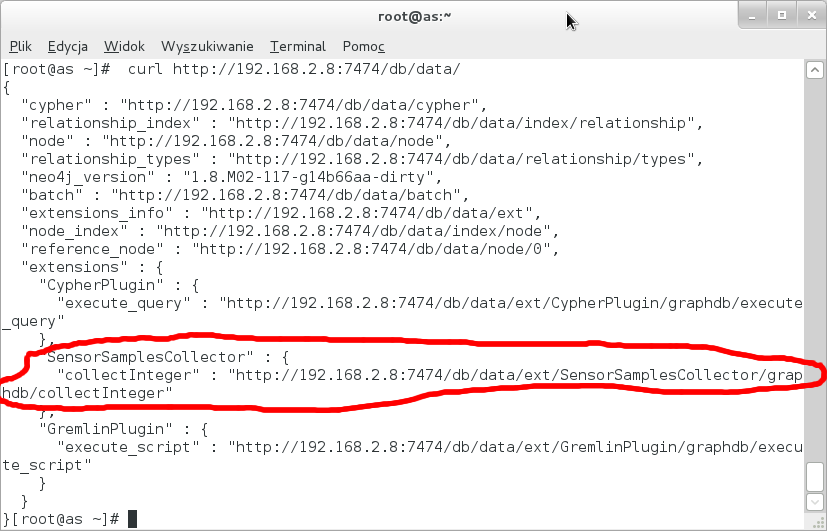 root@as:~
Plik Edycja Widok Wyszukiwanie Terminal Pomoc
[root@as ~]#  curl http://192.168.2.8:7474/db/data/
{
  "cypher" : "http://192.168.2.8:7474/db/data/cypher",
  "relationship_index" : "http://192.168.2.8:7474/db/data/index/relationship",
  "node" : "http://192.168.2.8:7474/db/data/node",
  "relationship_types" : "http://192.168.2.8:7474/db/data/relationship/types",
  "neo4j_version" : "1.8.M02-117-g14b66aa-dirty",
  "batch" : "http://192.168.2.8:7474/db/data/batch",
  "extensions_info" : "http://192.168.2.8:7474/db/data/ext",
  "node_index" : "http://192.168.2.8:7474/db/data/index/node",
  "reference_node" : "http://192.168.2.8:7474/db/data/node/0",
  "extensions" : {
    "CypherPlugin" : {
      "execute_query" : "http://192.168.2.8:7474/db/data/ext/CypherPlugin/graphdb/execute
_query"
    },
    "SensorSamplesCollector" : {
      "collectInteger" : "http://192.168.2.8:7474/db/data/ext/SensorSamplesCollector/grap
hdb/collectInteger"
    },
    "GremlinPlugin" : {
      "execute_script" : "http://192.168.2.8:7474/db/data/ext/GremlinPlugin/graphdb/execu
te_script"
    }
  }
}[root@as ~]#